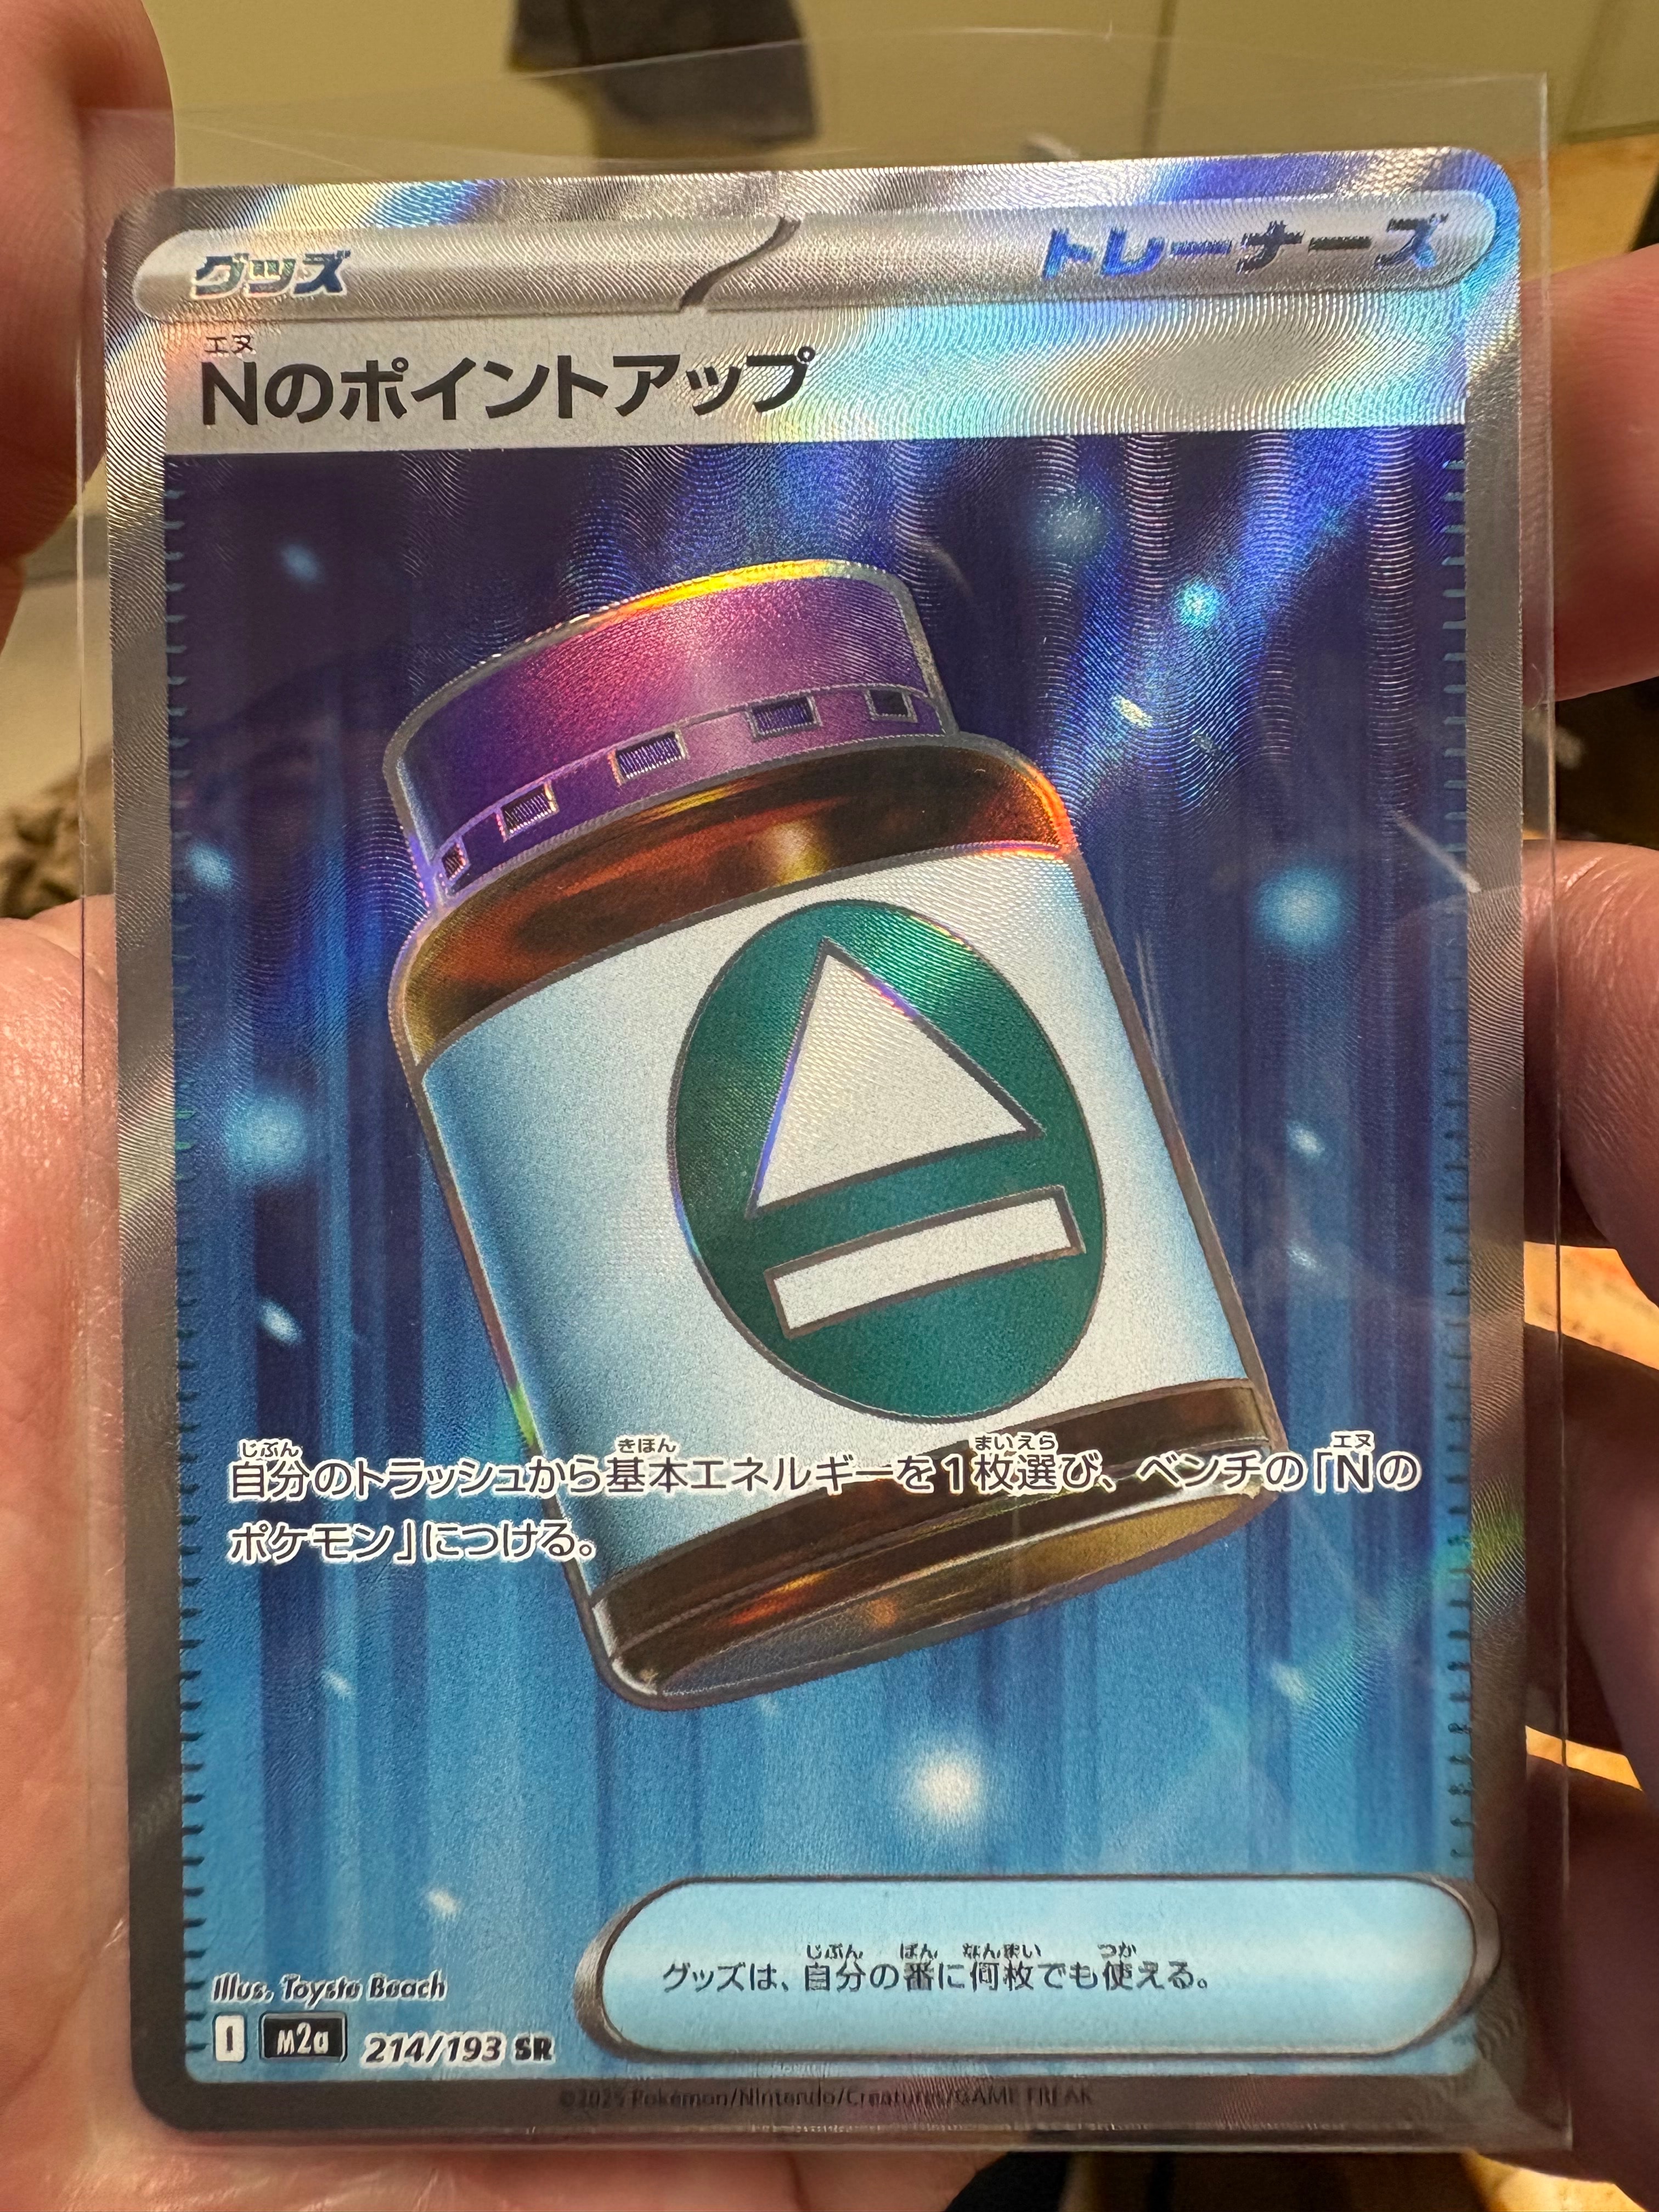 グッズ
トレーナーズ
エヌ
Nのポイントアップ
じぶん きほん まいえら エヌ
自分のトラッシュから基本エネルギーを1枚選び、ベンチの「Nの
ポケモン」につける。
じぶん ばん なんまい つか
グッズは、自分の番に何枚でも使える。
Illus. Toyste Beach
I M2a 214/193 SR
©2025 Pokémon/Nintendo/Creatures/GAME FREAK